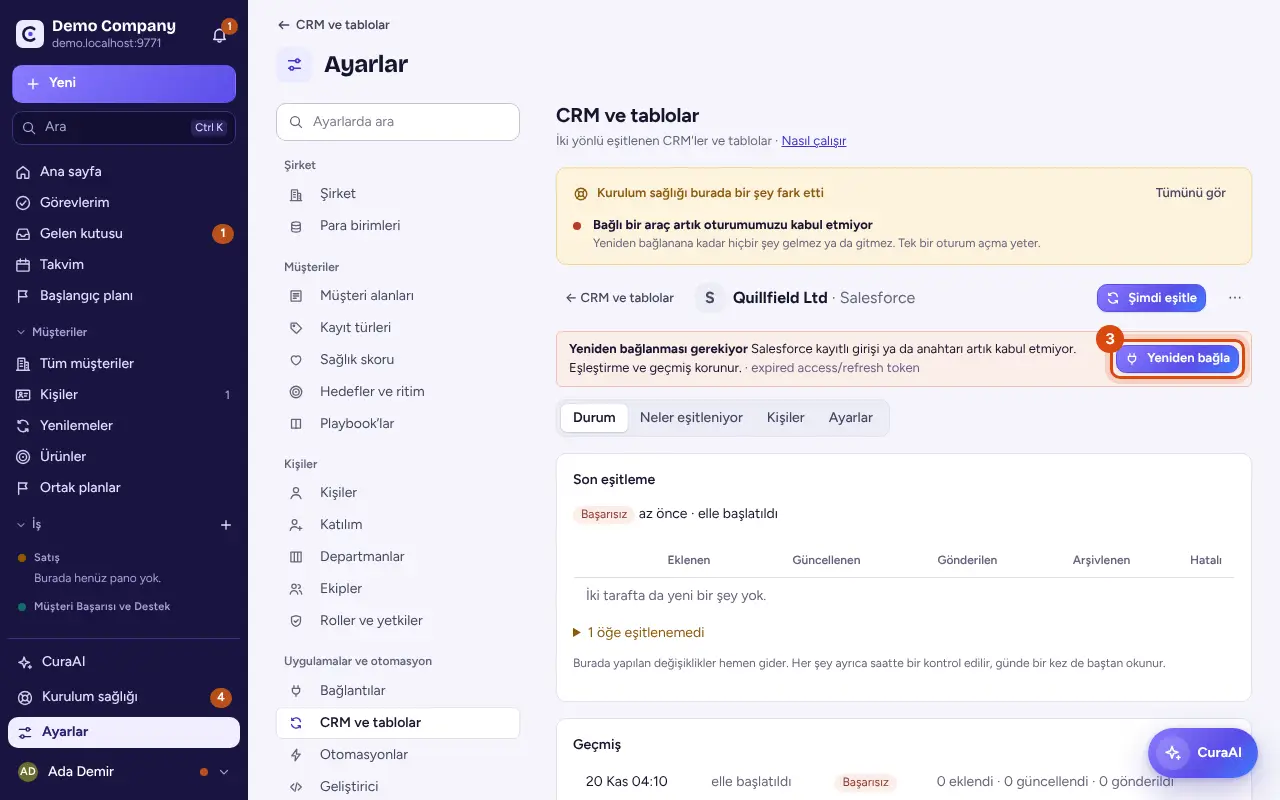 Demo Company
demo.localhost:9771
1
Yeni
Ara
Ctrl K
Ana sayfa
Görevlerim
Gelen kutusu
1
Takvim
Başlangıç planı
Müşteriler
Tüm müşteriler
Kişiler
1
Yenilemeler
Ürünler
Ortak planlar
İş
Satış
Burada henüz pano yok.
Müşteri Başarısı ve Destek
CuraAI
Kurulum sağlığı
4
Ayarlar
AD
Ada Demir
← CRM ve tablolar
Ayarlar
Ayarlarda ara
Şirket
Şirket
Para birimleri
Müşteriler
Müşteri alanları
Kayıt türleri
Sağlık skoru
Hedefler ve ritim
Playbook'lar
Kişiler
Kişiler
Katılım
Departmanlar
Ekipler
Roller ve yetkiler
Uygulamalar ve otomasyon
Bağlantılar
CRM ve tablolar
Otomasyonlar
Geliştirici
CRM ve tablolar
İki yönlü eşitlenen CRM'ler ve tablolar · Nasıl çalışır
Kurulum sağlığı burada bir şey fark etti
Tümünü gör
Bağlı bir araç artık oturumumuzu kabul etmiyor
Yeniden bağlanana kadar hiçbir şey gelmez ya da gitmez. Tek bir oturum açma yeter.
← CRM ve tablolar
S
Quillfield Ltd · Salesforce
Şimdi eşitle
···
Yeniden bağlanması gerekiyor Salesforce kayıtlı girişi ya da anahtarı artık kabul etmiyor.
Eşleştirme ve geçmiş korunur. · expired access/refresh token
3
Yeniden bağla
Durum
Neler eşitleniyor
Kişiler
Ayarlar
Son eşitleme
Başarısız az önce · elle başlatıldı
Eklenen
Güncellenen
Gönderilen
Arşivlenen
Hatalı
İki tarafta da yeni bir şey yok.
1 öğe eşitlenemedi
Burada yapılan değişiklikler hemen gider. Her şey ayrıca saatte bir kontrol edilir, günde bir kez de baştan okunur.
Geçmiş
20 Kas 04:10
elle başlatıldı
Başarısız
0 eklendi · 0 güncellendi · 0 gönderildi
CuraAI